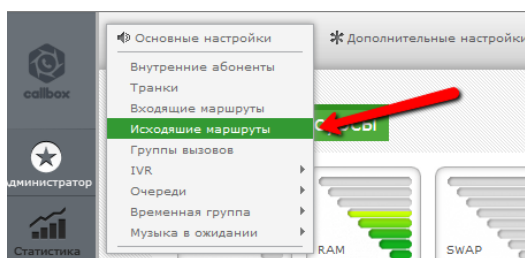 Основные настройки
Дополнительные настройки
callbox
Внутренние абоненты
Транки
Входящие маршруты
Исходящие маршруты
Группы вызовов
IVR
Очереди
Временная группа
Музыка в ожидании
Администратор
Статистика
RAM
SWAP